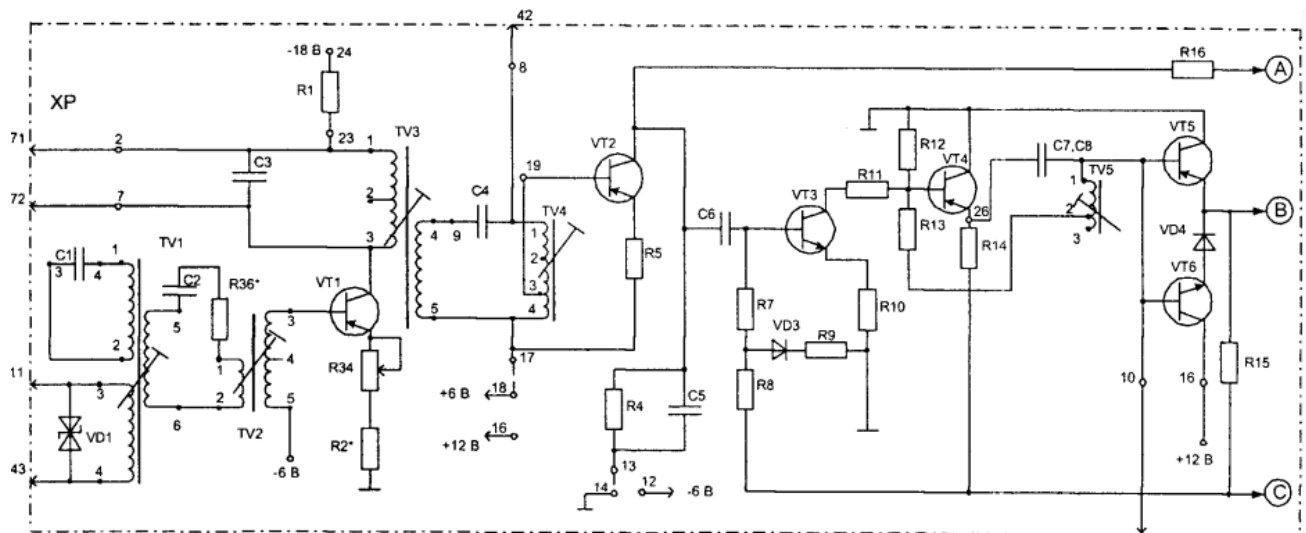 42
-18 В 24
8
R16
A
XP
R1
71
2
23
1
TV3
C3
2
72
7
3
19
C4
4
9
TV4
1
2
3
4
5
VT2
R5
R12
VT4
R11
VT3
C6
R13
26
R14
C7,C8
TV5
1
2
3
VT5
B
VD4
VT6
TV1
C1
1
3
4
2
C2
R36*
5
1
2
6
TV2
3
4
5
VT1
R34
R2*
-6 В
11
3
VD1
43
4
17
+6 В
18
16
+12 В
R4
C5
13
14
12
-6 В
R7
VD3
R9
R10
R8
10
16
R15
+12 В
C